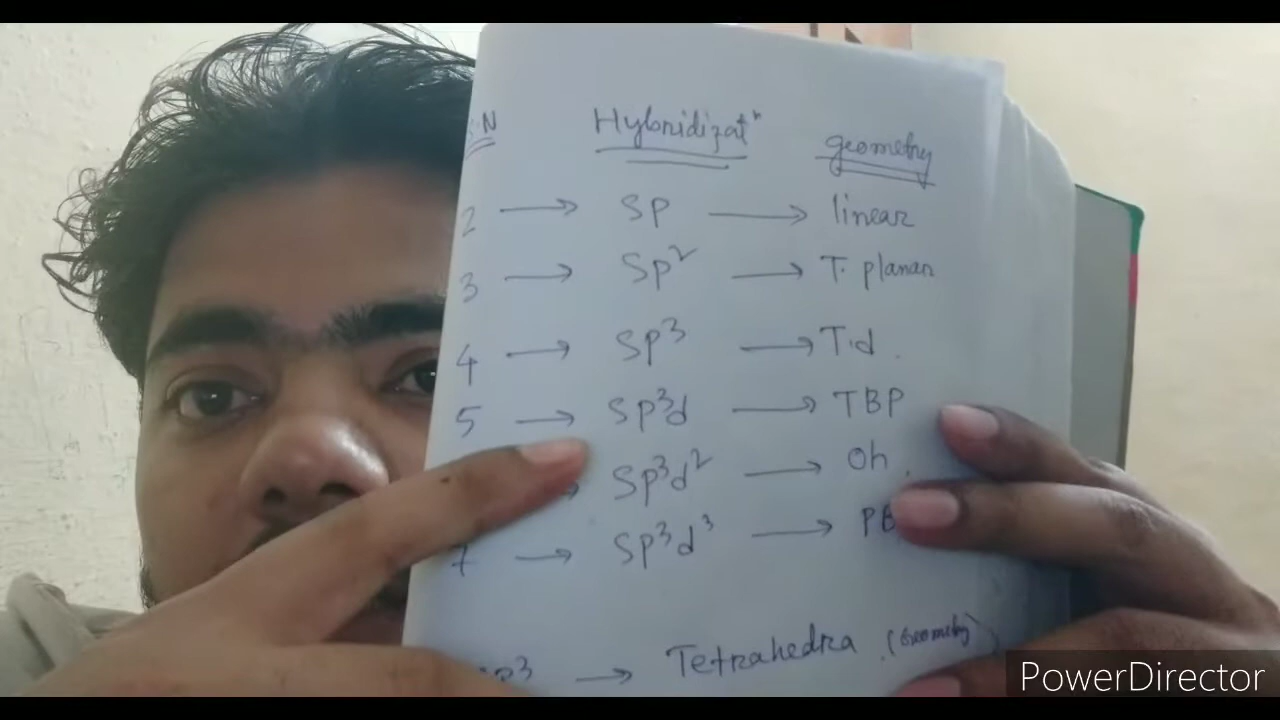 S.N Hybridizatⁿ geometry
2 → Sp → linear
3 → Sp² → T. planar
4 → Sp³ → T.d.
5 → Sp³d → TBP
→ Sp³d² → Oh.
7 → Sp³d³ → PB
→ Tetrahedra (Geometry)
PowerDirector